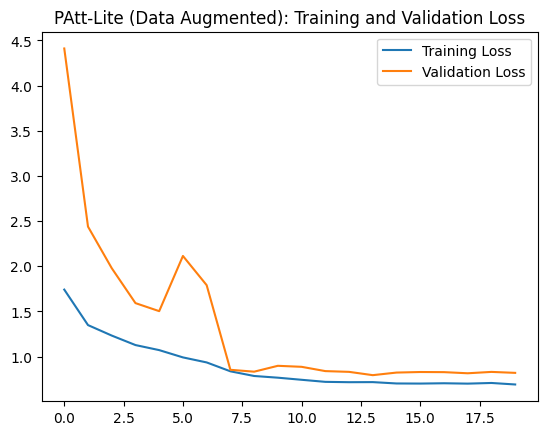 PAtt-Lite (Data Augmented): Training and Validation Loss
Training Loss
Validation Loss
4.5
4.0
3.5
3.0
2.5
2.0
1.5
1.0
0.0 2.5 5.0 7.5 10.0 12.5 15.0 17.5